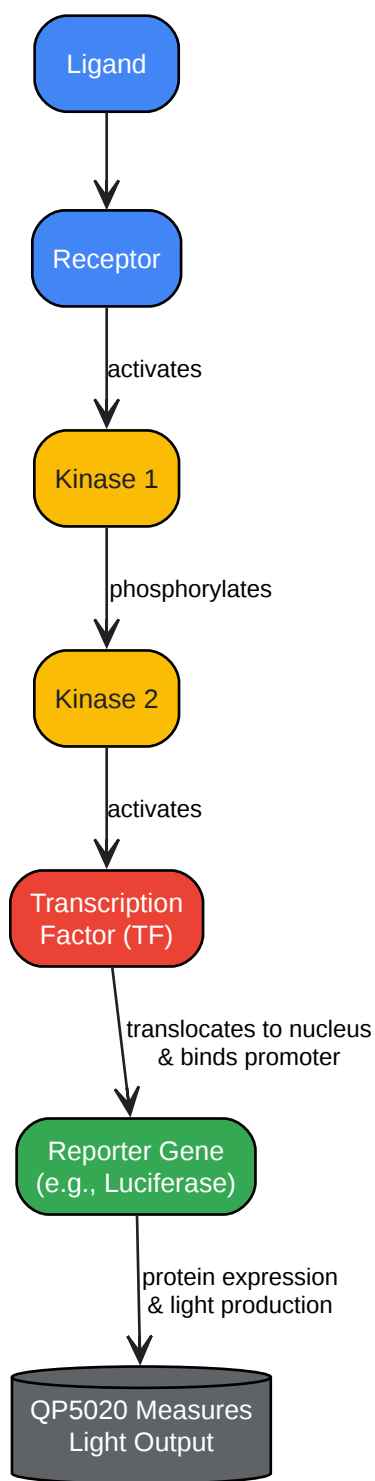 Ligand
Receptor
activates
Kinase 1
phosphorylates
Kinase 2
activates
Transcription
Factor (TF)
translocates to nucleus
& binds promoter
Reporter Gene
(e.g., Luciferase)
protein expression
& light production
QP5020 Measures
Light Output